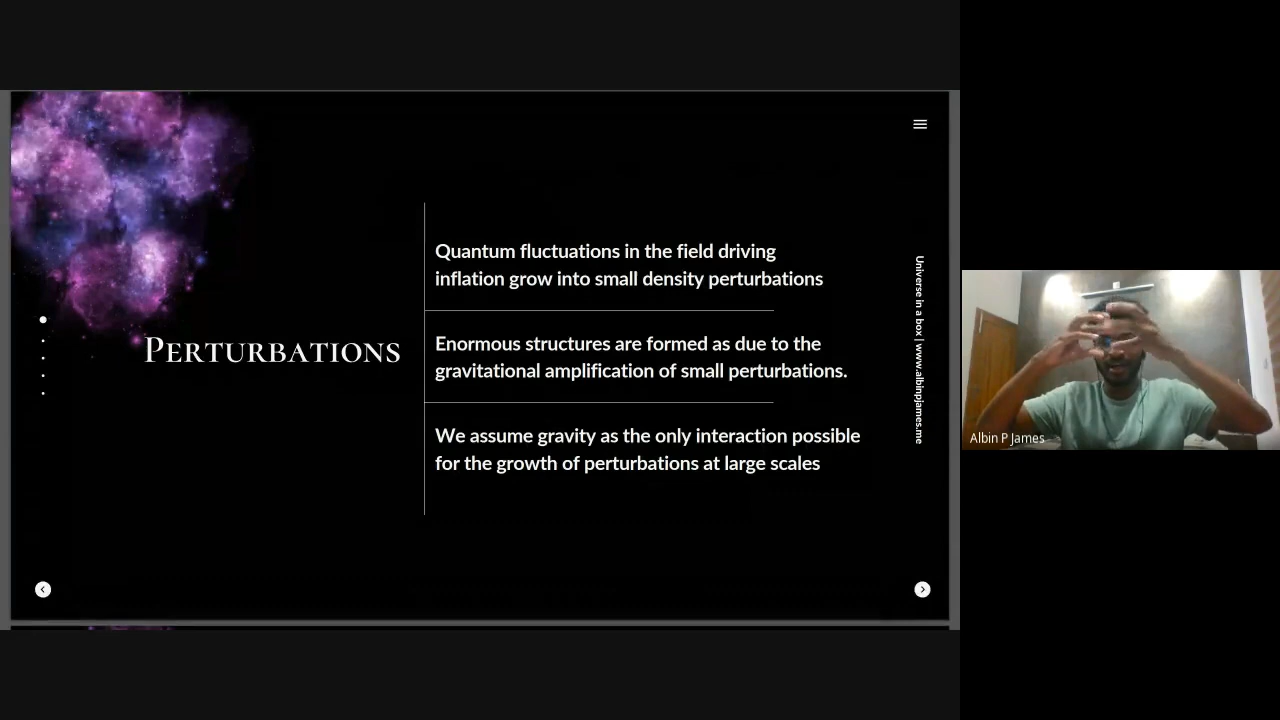 PERTURBATIONS
Quantum fluctuations in the field driving
inflation grow into small density perturbations
Enormous structures are formed as due to the
gravitational amplification of small perturbations.
We assume gravity as the only interaction possible
for the growth of perturbations at large scales
Universe in a box | www.albinpjames.me
Albin P James